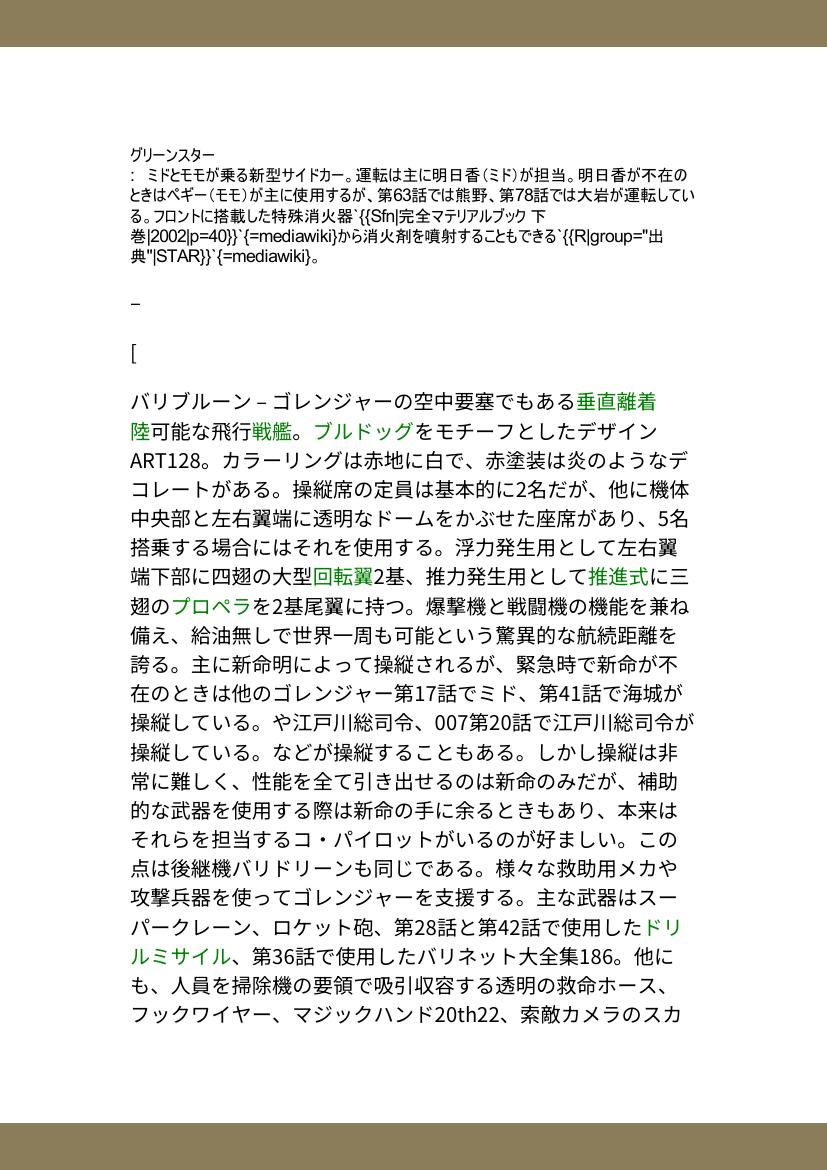 グリーンスター
:   ミドとモモが乗る新型サイドカー。運転は主に明日香（ミド）が担当。明日香が不在の
ときはペギー（モモ）が主に使用するが、第63話では熊野、第78話では大岩が運転してい
る。フロントに搭載した特殊消火器`{{Sfn|完全マテリアルブック 下
巻|2002|p=40}}`{=mediawiki}から消火剤を噴射することもできる`{{R|group="出
典"|STAR}}`{=mediawiki}。
–
[
バリブルーン – ゴレンジャーの空中要塞でもある垂直離着
陸可能な飛行戦艦。ブルドッグをモチーフとしたデザイン
ART128。カラーリングは赤地に白で、赤塗装は炎のようなデ
コレートがある。操縦席の定員は基本的に2名だが、他に機体
中央部と左右翼端に透明なドームをかぶせた座席があり、5名
搭乗する場合にはそれを使用する。浮力発生用として左右翼
端下部に四翅の大型回転翼2基、推力発生用として推進式に三
翅のプロペラを2基尾翼に持つ。爆撃機と戦闘機の機能を兼ね
備え、給油無しで世界一周も可能という驚異的な航続距離を
誇る。主に新命明によって操縦されるが、緊急時で新命が不
在のときは他のゴレンジャー第17話でミド、第41話で海城が
操縦している。や江戸川総司令、007第20話で江戸川総司令が
操縦している。などが操縦することもある。しかし操縦は非
常に難しく、性能を全て引き出せるのは新命のみだが、補助
的な武器を使用する際は新命の手に余るときもあり、本来は
それらを担当するコ・パイロットがいるのが好ましい。この
点は後継機バリドリーンも同じである。様々な救助用メカや
攻撃兵器を使ってゴレンジャーを支援する。主な武器はスー
パークレーン、ロケット砲、第28話と第42話で使用したドリ
ルミサイル、第36話で使用したバリネット大全集186。他に
も、人員を掃除機の要領で吸引収容する透明の救命ホース、
フックワイヤー、マジックハンド20th22、索敵カメラのスカ